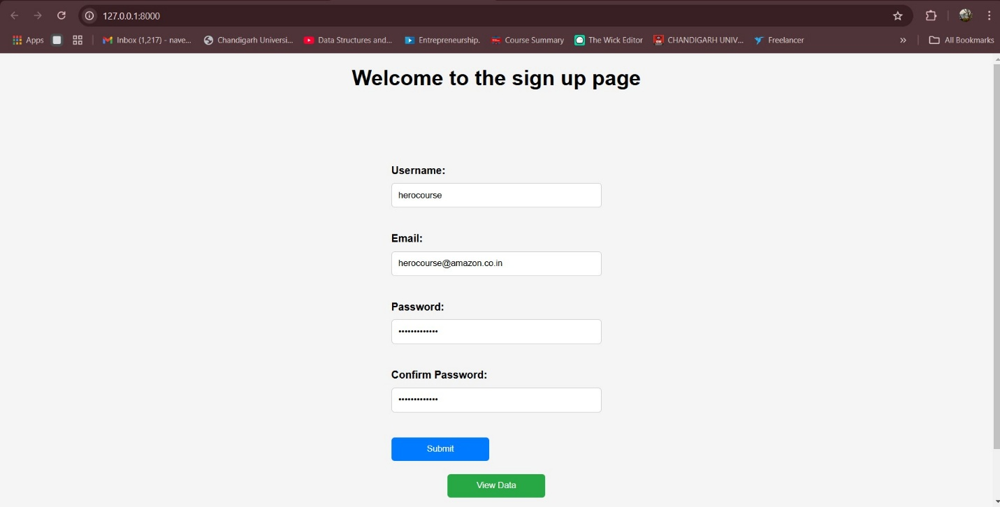 127.0.0.1:8000
Apps Inbox (1,217) - nave... Chandigarh Universi... Data Structures and... Entrepreneurship. Course Summary The Wick Editor CHANDIGARH UNIV... Freelancer » All Bookmarks
Welcome to the sign up page
Username:
herocourse
Email:
herocourse@amazon.co.in
Password:
•••••••••••••
Confirm Password:
•••••••••••••
Submit
View Data